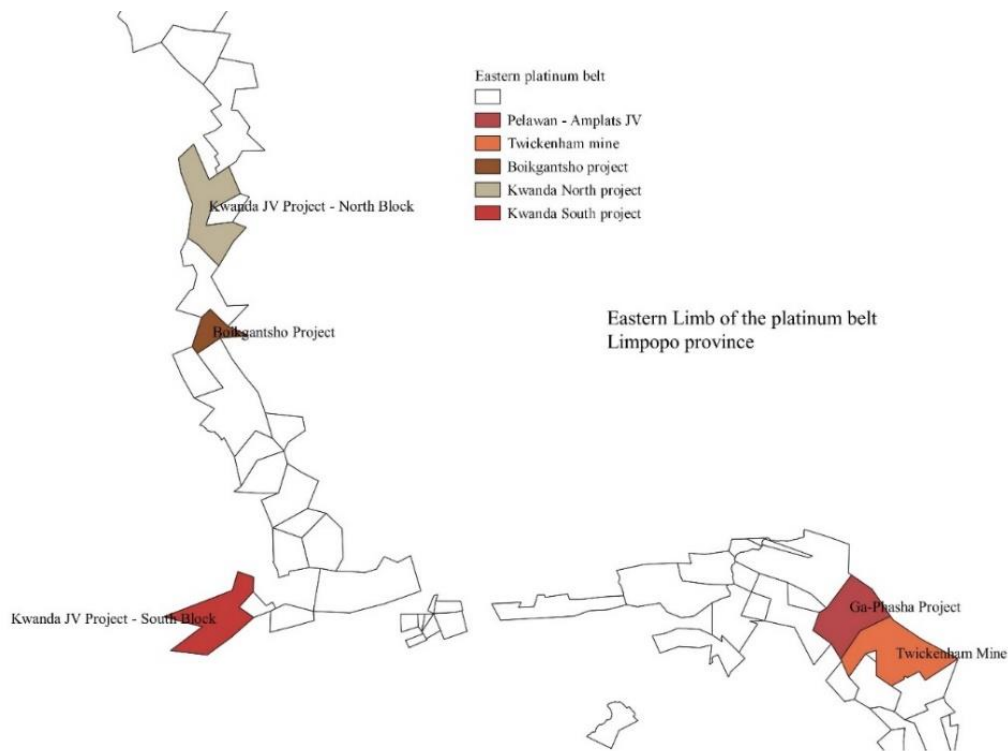 Eastern platinum belt
Pelawan - Amplats JV
Twickenham mine
Boikgantsho project
Kwanda North project
Kwanda South project
Kwanda JV Project - North Block
Boikgantsho Project
Eastern Limb of the platinum belt
Limpopo province
Kwanda JV Project - South Block
Ga-Phasha Project
Twickenham Mine